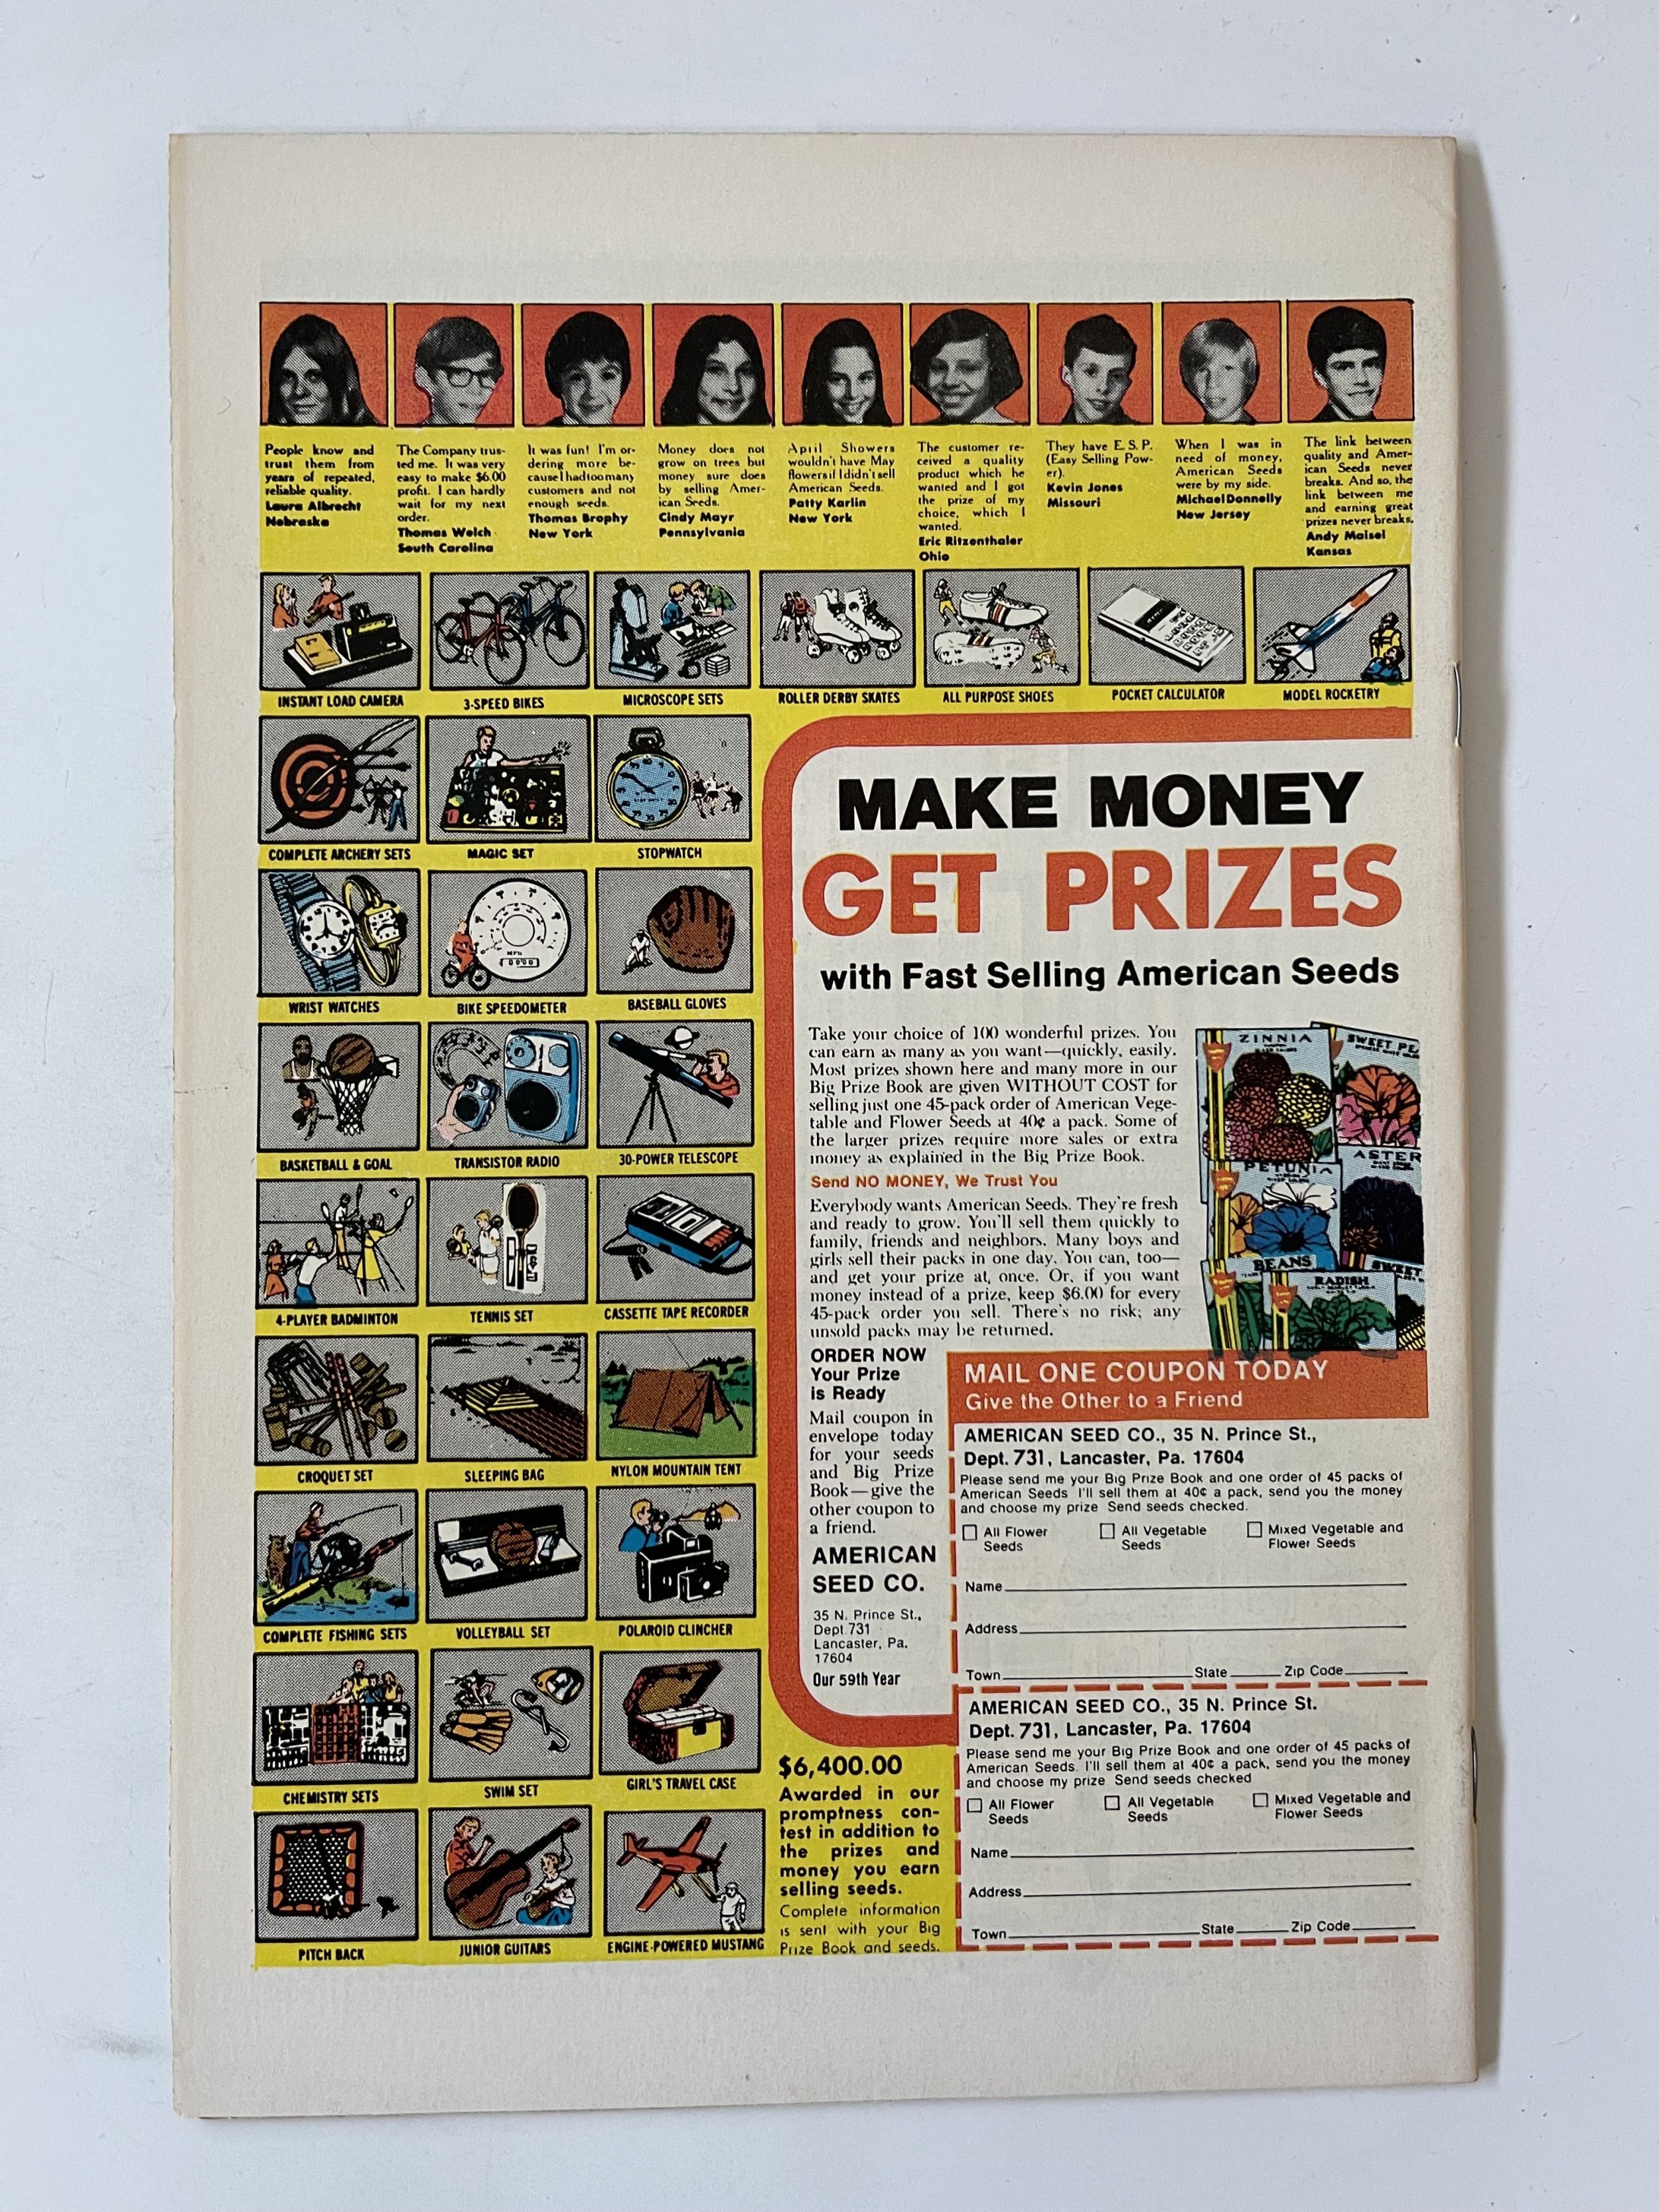 People know and
trust them from
years of repeated,
reliable quality.
Laura Albrecht
Nebraska
The Company trus-
ted me. It was very
easy to make $6.00
profit. I can hardly
wait for my next
order.
Thomas Welch
South Carolina
It was fun! I'm or-
dering more be-
cause I had too many
customers and not
enough seeds.
Thomas Brophy
New York
Money does not
grow on trees but
money sure does
by selling Amer-
ican Seeds.
Cindy Mayr
Pennsylvania
April Showers
wouldn't have May
flowers if I didn't sell
American Seeds.
Patty Karlin
New York
The customer re-
ceived a quality
product which he
wanted and I got
the prize of my
choice, which I
wanted.
Eric Ritzenthaler
Ohio
They have E. S. P.
(Easy Selling Pow-
er).
Kevin Jones
Missouri
When I was in
need of money,
American Seeds
were by my side.
Michael Donnelly
New Jersey
The link between
quality and Amer-
ican Seeds never
breaks. And so, the
link between me
and earning great
prizes never breaks.
Andy Maisel
Kansas
INSTANT LOAD CAMERA
3-SPEED BIKES
MICROSCOPE SETS
ROLLER DERBY SKATES
ALL PURPOSE SHOES
POCKET CALCULATOR
MODEL ROCKETRY
COMPLETE ARCHERY SETS
MAGIC SET
STOPWATCH
WRIST WATCHES
BIKE SPEEDOMETER
BASEBALL GLOVES
BASKETBALL & GOAL
TRANSISTOR RADIO
30-POWER TELESCOPE
4-PLAYER BADMINTON
TENNIS SET
CASSETTE TAPE RECORDER
CROQUET SET
SLEEPING BAG
NYLON MOUNTAIN TENT
COMPLETE FISHING SETS
VOLLEYBALL SET
POLAROID CLINCHER
CHEMISTRY SETS
SWIM SET
GIRL'S TRAVEL CASE
PITCH BACK
JUNIOR GUITARS
ENGINE-POWERED MUSTANG
MAKE MONEY
GET PRIZES
with Fast Selling American Seeds
Take your choice of 100 wonderful prizes. You
can earn as many as you want—quickly, easily.
Most prizes shown here and many more in our
Big Prize Book are given WITHOUT COST for
selling just one 45-pack order of American Vege-
table and Flower Seeds at 40¢ a pack. Some of
the larger prizes require more sales or extra
money as explained in the Big Prize Book.
Send NO MONEY, We Trust You
Everybody wants American Seeds. They're fresh
and ready to grow. You'll sell them quickly to
family, friends and neighbors. Many boys and
girls sell their packs in one day. You can, too—
and get your prize at once. Or, if you want
money instead of a prize, keep $6.00 for every
45-pack order you sell. There's no risk; any
unsold packs may be returned.
ZINNIA
SWEET PE
ASTER
PETUNIA
BEANS
SWEET
RADISH
ORDER NOW
Your Prize
is Ready
Mail coupon in
envelope today
for your seeds
and Big Prize
Book—give the
other coupon to
a friend.
AMERICAN
SEED CO.
35 N. Prince St.,
Dept 731
Lancaster, Pa.
17604
Our 59th Year
$6,400.00
Awarded in our
promptness con-
test in addition to
the prizes and
money you earn
selling seeds.
Complete information
is sent with your Big
Prize Book and seeds.
MAIL ONE COUPON TODAY
Give the Other to a Friend
AMERICAN SEED CO., 35 N. Prince St.,
Dept. 731, Lancaster, Pa. 17604
Please send me your Big Prize Book and one order of 45 packs of
American Seeds I'll sell them at 40¢ a pack, send you the money
and choose my prize Send seeds checked.
All Flower Seeds
All Vegetable Seeds
Mixed Vegetable and Flower Seeds
Name
Address
Town State Zip Code
AMERICAN SEED CO., 35 N. Prince St.
Dept. 731, Lancaster, Pa. 17604
Please send me your Big Prize Book and one order of 45 packs of
American Seeds. I'll sell them at 40¢ a pack, send you the money
and choose my prize Send seeds checked
All Flower Seeds
All Vegetable Seeds
Mixed Vegetable and Flower Seeds
Name
Address
Town State Zip Code